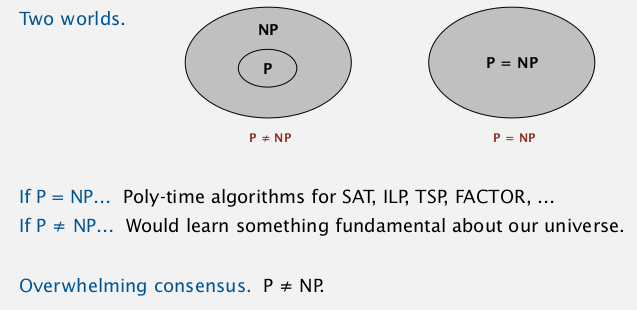 Two worlds.
NP
P
P ≠ NP
P = NP
P = NP
If P = NP… Poly-time algorithms for SAT, ILP, TSP, FACTOR, …
If P ≠ NP… Would learn something fundamental about our universe.
Overwhelming consensus. P ≠ NP.